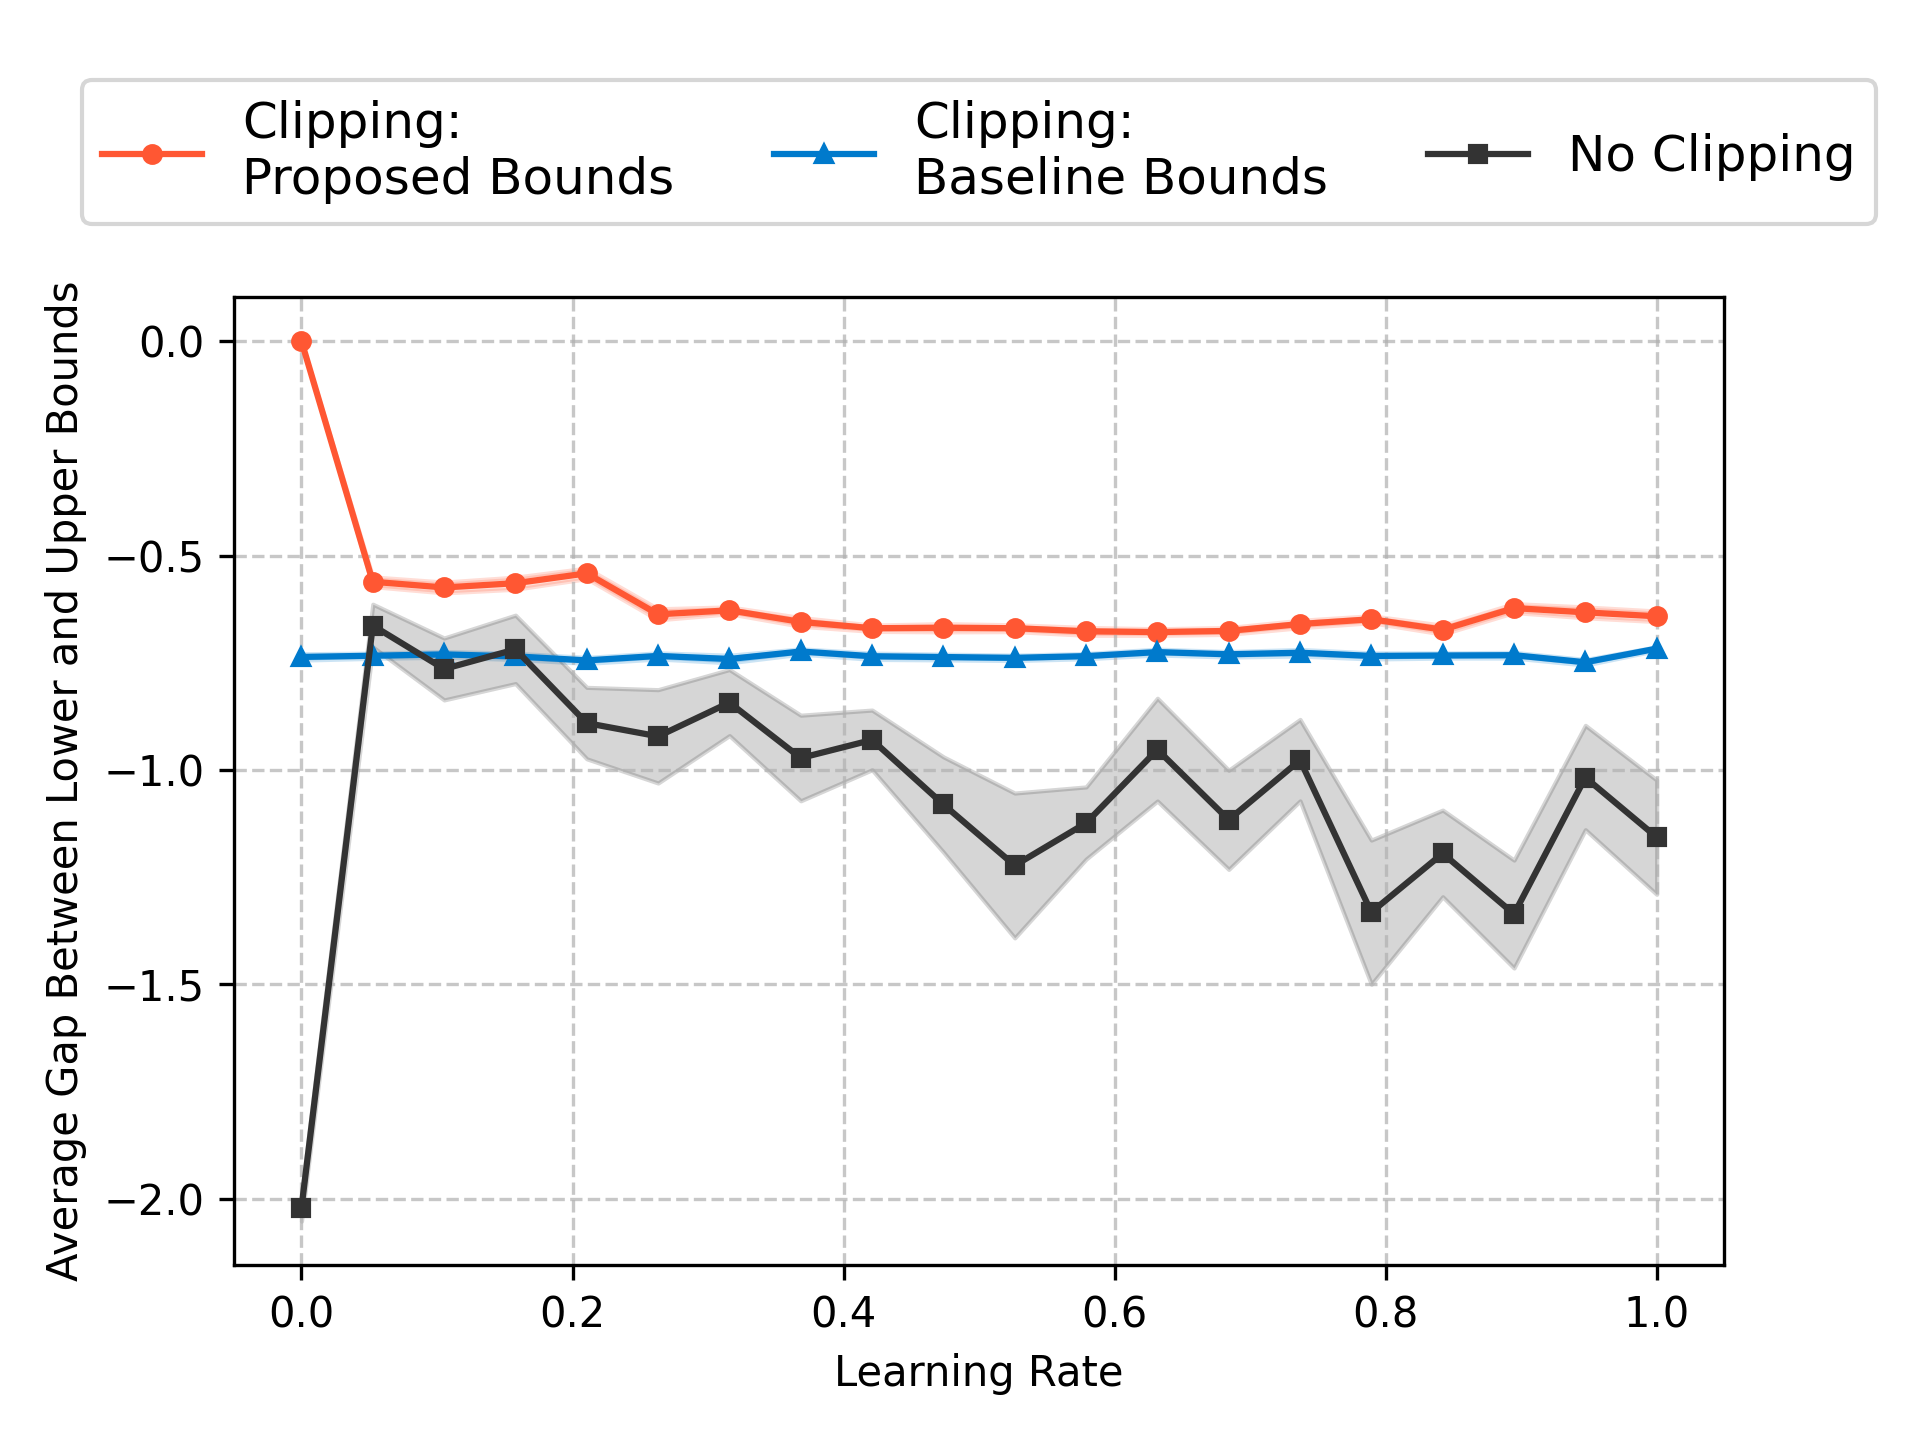 Clipping:
Proposed Bounds
Clipping:
Baseline Bounds
No Clipping
Average Gap Between Lower and Upper Bounds
0.0
−0.5
−1.0
−1.5
−2.0
0.0 0.2 0.4 0.6 0.8 1.0
Learning Rate